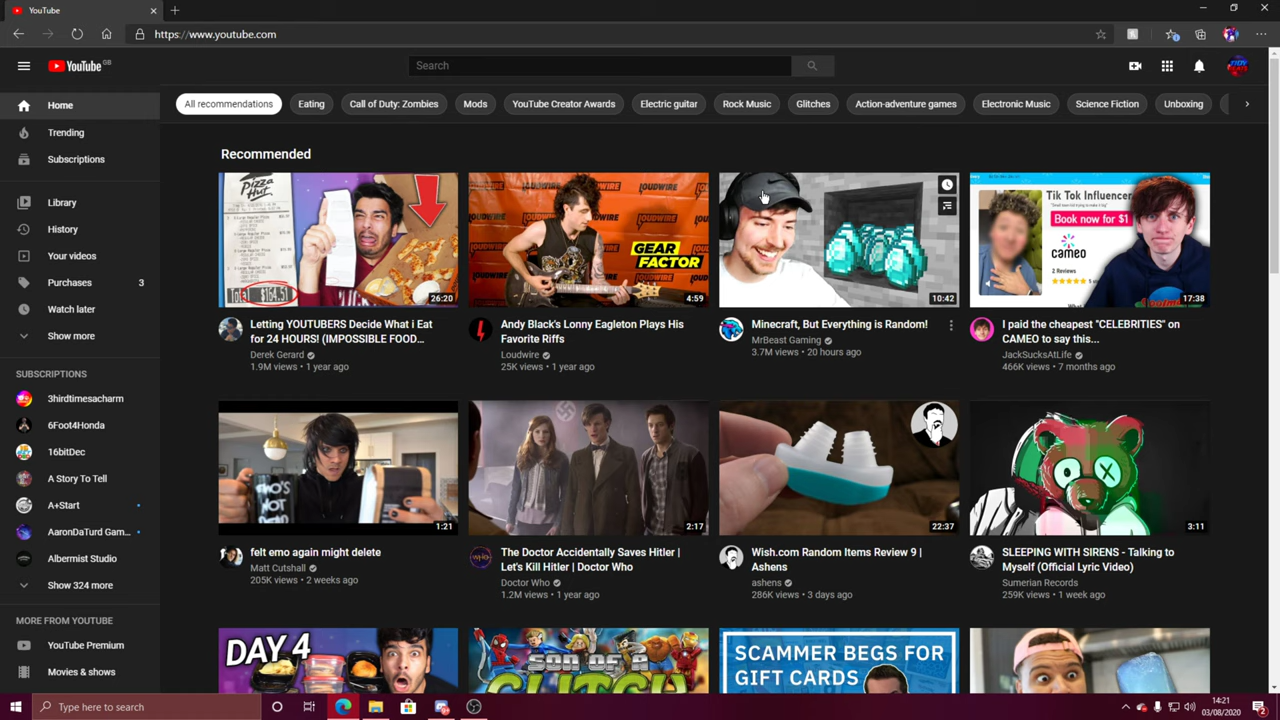 YouTube
https://www.youtube.com
YouTube GB
Search
Home
Trending
Subscriptions
Library
History
Your videos
Purchases 3
Watch later
Show more
SUBSCRIPTIONS
3hirdtimesacharm
6Foot4Honda
16bitDec
A Story To Tell
A+Start
AaronDaTurd Gam...
Albermist Studio
Show 324 more
MORE FROM YOUTUBE
YouTube Premium
Movies & shows
All recommendations
Eating
Call of Duty: Zombies
Mods
YouTube Creator Awards
Electric guitar
Rock Music
Glitches
Action-adventure games
Electronic Music
Science Fiction
Unboxing
Recommended
Pizza
Hut
$164.51
26:20
Letting YOUTUBERS Decide What i Eat
for 24 HOURS! (IMPOSSIBLE FOOD...
Derek Gerard
1.9M views • 1 year ago
LOUDWIRE
GEAR
FACTOR
4:59
Andy Black's Lonny Eagleton Plays His
Favorite Riffs
Loudwire
25K views • 1 year ago
10:42
Minecraft, But Everything is Random!
MrBeast Gaming
3.7M views • 20 hours ago
Tik Tok Influencer
Book now for $1
cameo
2 Reviews
17:38
I paid the cheapest "CELEBRITIES" on
CAMEO to say this...
JackSucksAtLife
466K views • 7 months ago
1:21
felt emo again might delete
Matt Cutshall
205K views • 2 weeks ago
2:17
The Doctor Accidentally Saves Hitler |
Let's Kill Hitler | Doctor Who
Doctor Who
1.2M views • 1 year ago
22:37
Wish.com Random Items Review 9 |
Ashens
ashens
286K views • 3 days ago
3:11
SLEEPING WITH SIRENS - Talking to
Myself (Official Lyric Video)
Sumerian Records
259K views • 1 week ago
DAY 4
SON OF A
GLITCH
SCAMMER BEGS FOR
GIFT CARDS
Type here to search
14:21
03/08/2020
2